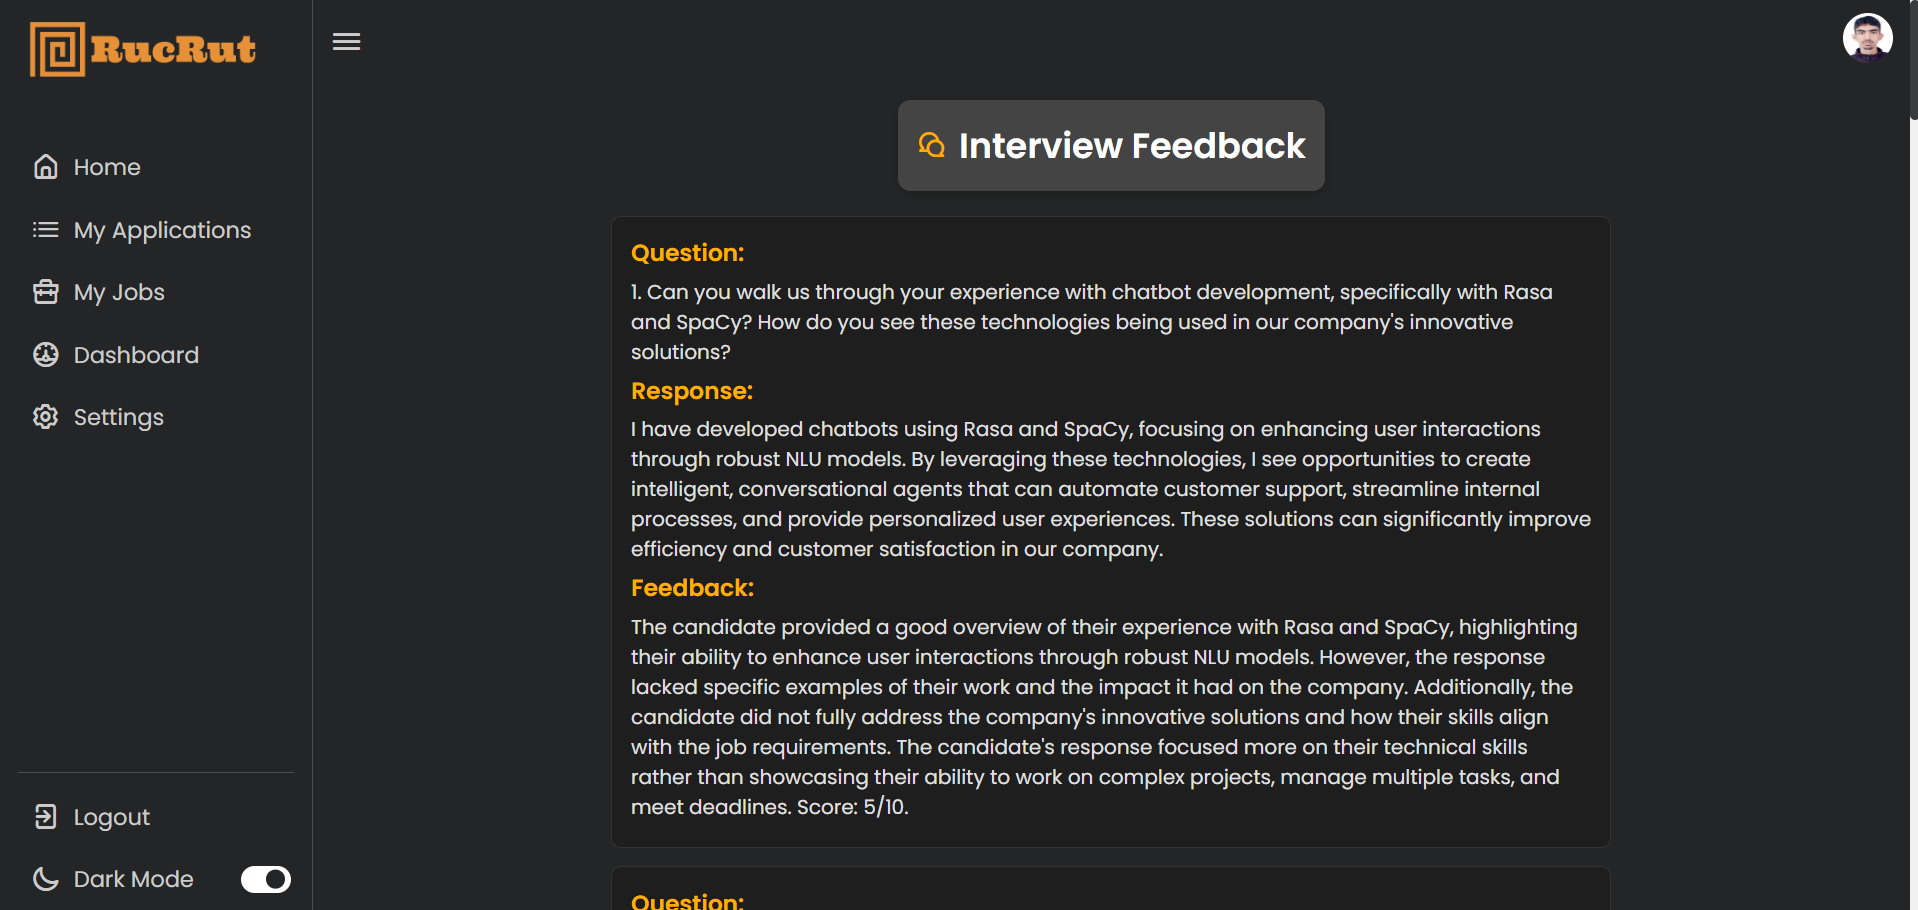 RucRut
Home
My Applications
My Jobs
Dashboard
Settings
Logout
Dark Mode
Interview Feedback
Question:
1. Can you walk us through your experience with chatbot development, specifically with Rasa
and SpaCy? How do you see these technologies being used in our company's innovative
solutions?
Response:
I have developed chatbots using Rasa and SpaCy, focusing on enhancing user interactions
through robust NLU models. By leveraging these technologies, I see opportunities to create
intelligent, conversational agents that can automate customer support, streamline internal
processes, and provide personalized user experiences. These solutions can significantly improve
efficiency and customer satisfaction in our company.
Feedback:
The candidate provided a good overview of their experience with Rasa and SpaCy, highlighting
their ability to enhance user interactions through robust NLU models. However, the response
lacked specific examples of their work and the impact it had on the company. Additionally, the
candidate did not fully address the company's innovative solutions and how their skills align
with the job requirements. The candidate's response focused more on their technical skills
rather than showcasing their ability to work on complex projects, manage multiple tasks, and
meet deadlines. Score: 5/10.
Question: